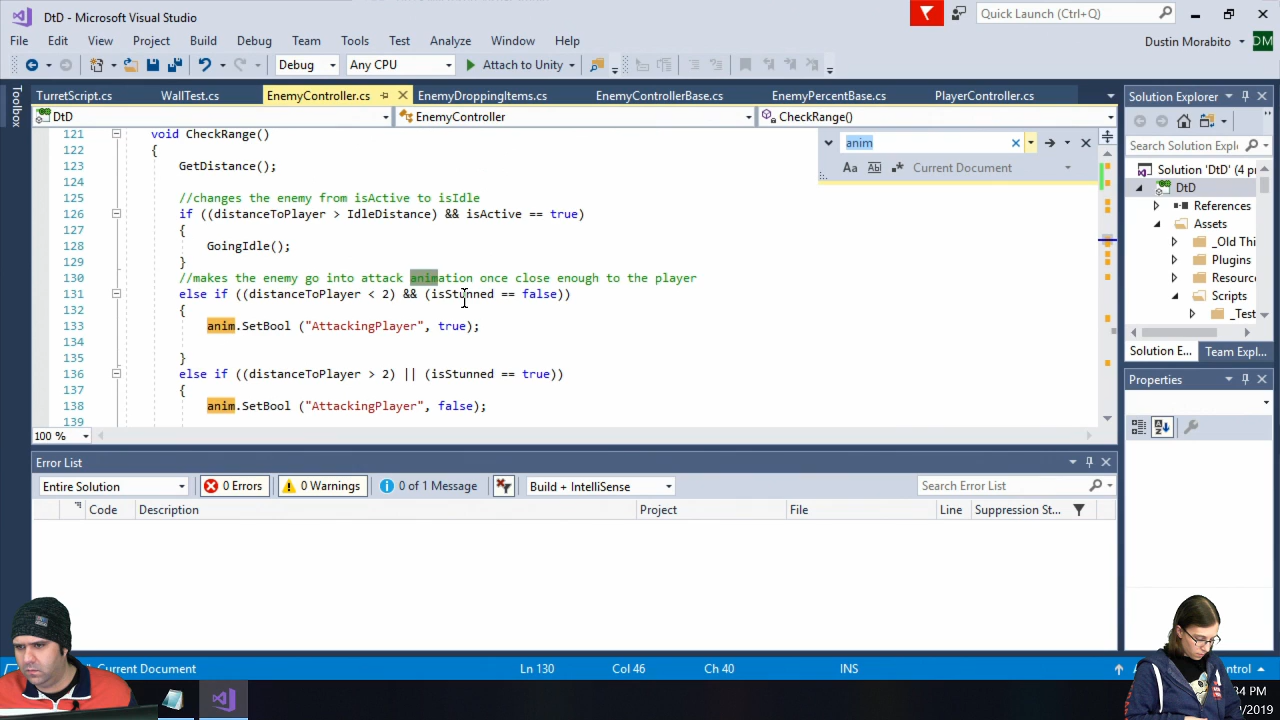 DtD - Microsoft Visual Studio
Quick Launch (Ctrl+Q)
File Edit View Project Build Debug Team Tools Test Analyze Window Help
Dustin Morabito DM
Debug Any CPU Attach to Unity
Toolbox
TurretScript.cs WallTest.cs EnemyController.cs EnemyDroppingItems.cs EnemyControllerBase.cs EnemyPercentBase.cs PlayerController.cs
DtD EnemyController CheckRange()
anim
Aa Ab Current Document
121 void CheckRange()
122 {
123 GetDistance();
124
125 //changes the enemy from isActive to isIdle
126 if ((distanceToPlayer > IdleDistance) && isActive == true)
127 {
128 GoingIdle();
129 }
130 //makes the enemy go into attack animation once close enough to the player
131 else if ((distanceToPlayer < 2) && (isStunned == false))
132 {
133 anim.SetBool ("AttackingPlayer", true);
134
135 }
136 else if ((distanceToPlayer > 2) || (isStunned == true))
137 {
138 anim.SetBool ("AttackingPlayer", false);
139
100 %
Solution Explorer
Search Solution Expl
Solution 'DtD' (4 pr
DtD
References
Assets
_Old Thi
Plugins
Resourc
Scripts
_Test
Solution E... Team Expl...
Properties
Error List
Entire Solution 0 Errors 0 Warnings 0 of 1 Message Build + IntelliSense Search Error List
Code Description Project File Line Suppression St...
Current Document Ln 130 Col 46 Ch 40 INS
34 PM
/2019